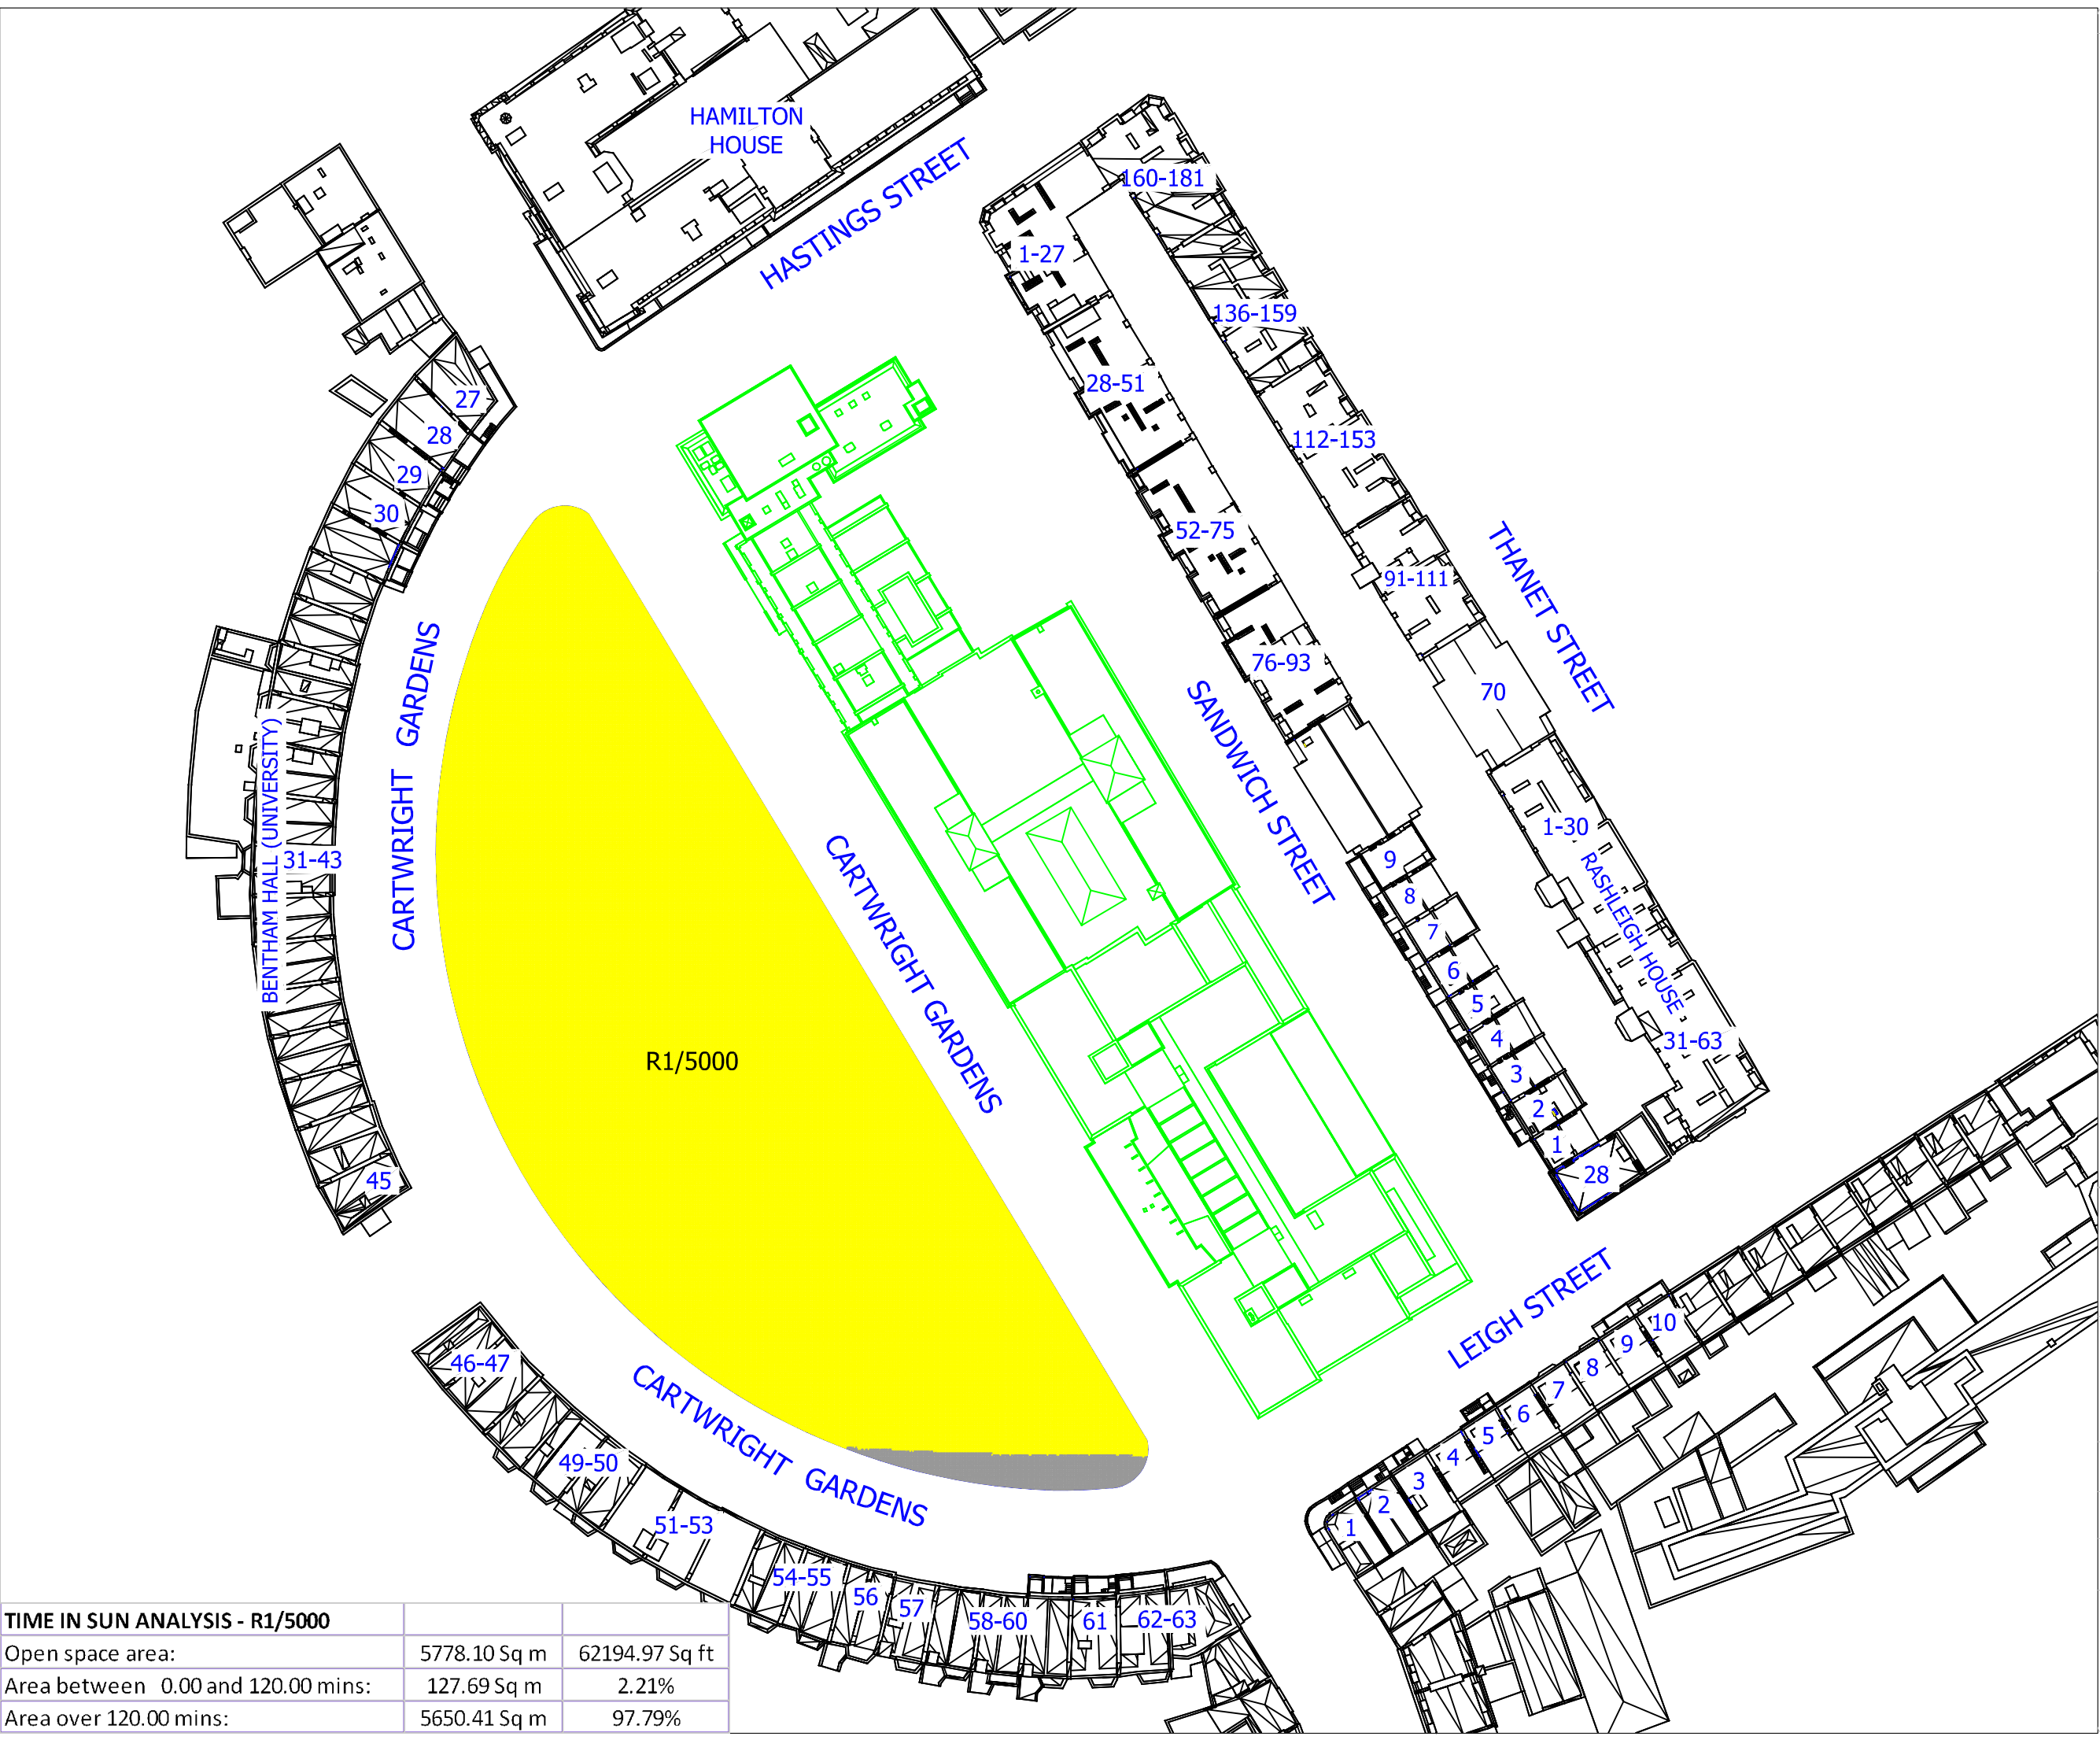 HAMILTON
HOUSE
HASTINGS STREET
160-181
1-27
136-159
27
28-51
28
112-153
29
30
52-75
THANET STREET
91-111
CARTWRIGHT GARDENS
76-93
70
SANDWICH STREET
BENTHAM HALL (UNIVERSITY)
31-43
CARTWRIGHT GARDENS
1-30
RASHLEIGH HOUSE
9
8
7
6
5
4
3
2
1
28
31-63
R1/5000
45
LEIGH STREET
46-47
10
9
8
7
6
5
4
3
2
1
CARTWRIGHT GARDENS
49-50
51-53
54-55
56
57
58-60
61
62-63
TIME IN SUN ANALYSIS - R1/5000
Open space area: 5778.10 Sq m 62194.97 Sq ft
Area between 0.00 and 120.00 mins: 127.69 Sq m 2.21%
Area over 120.00 mins: 5650.41 Sq m 97.79%